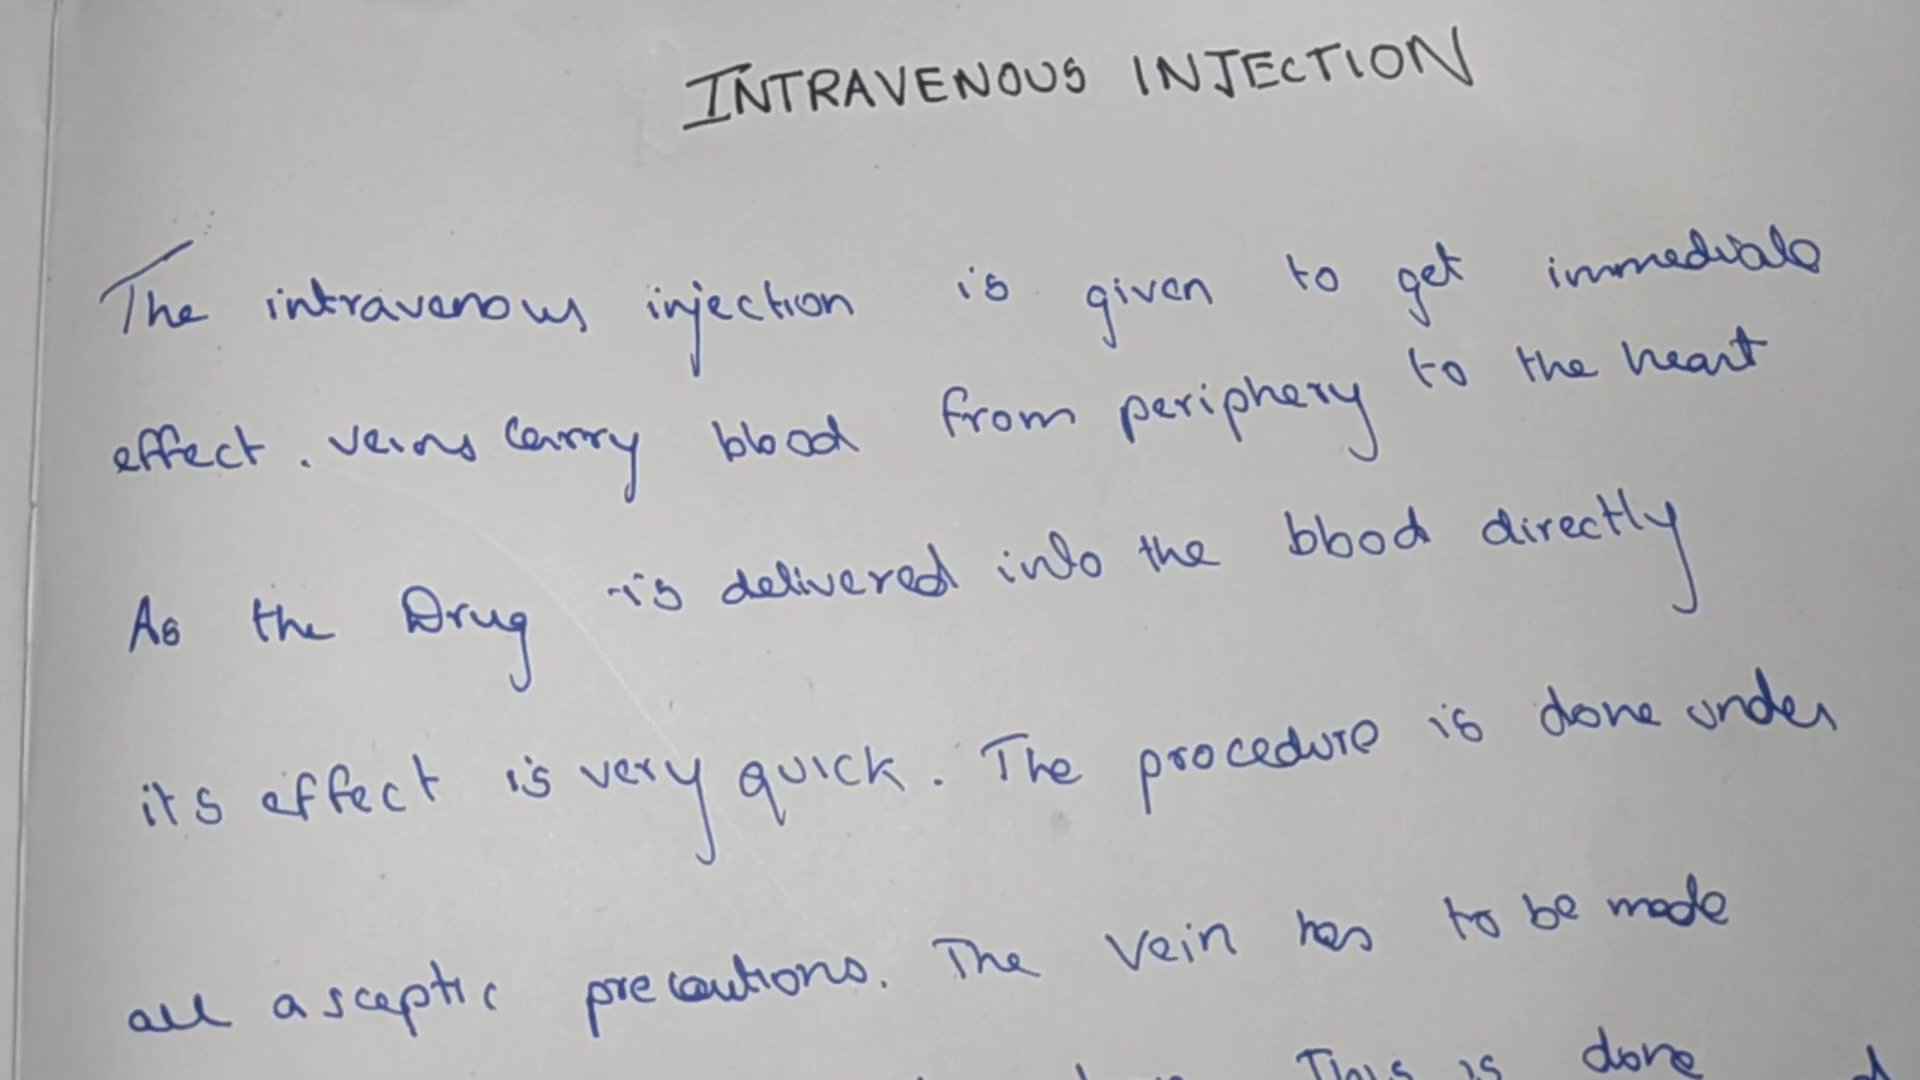 INTRAVENOUS INJECTION
The intravenous injection is given to get immediate
effect. veins carry blood from periphery to the heart
As the Drug is delivered into the blood directly
its effect is very quick. The procedure is done under
all asceptic precautions. The vein has to be made
This is done